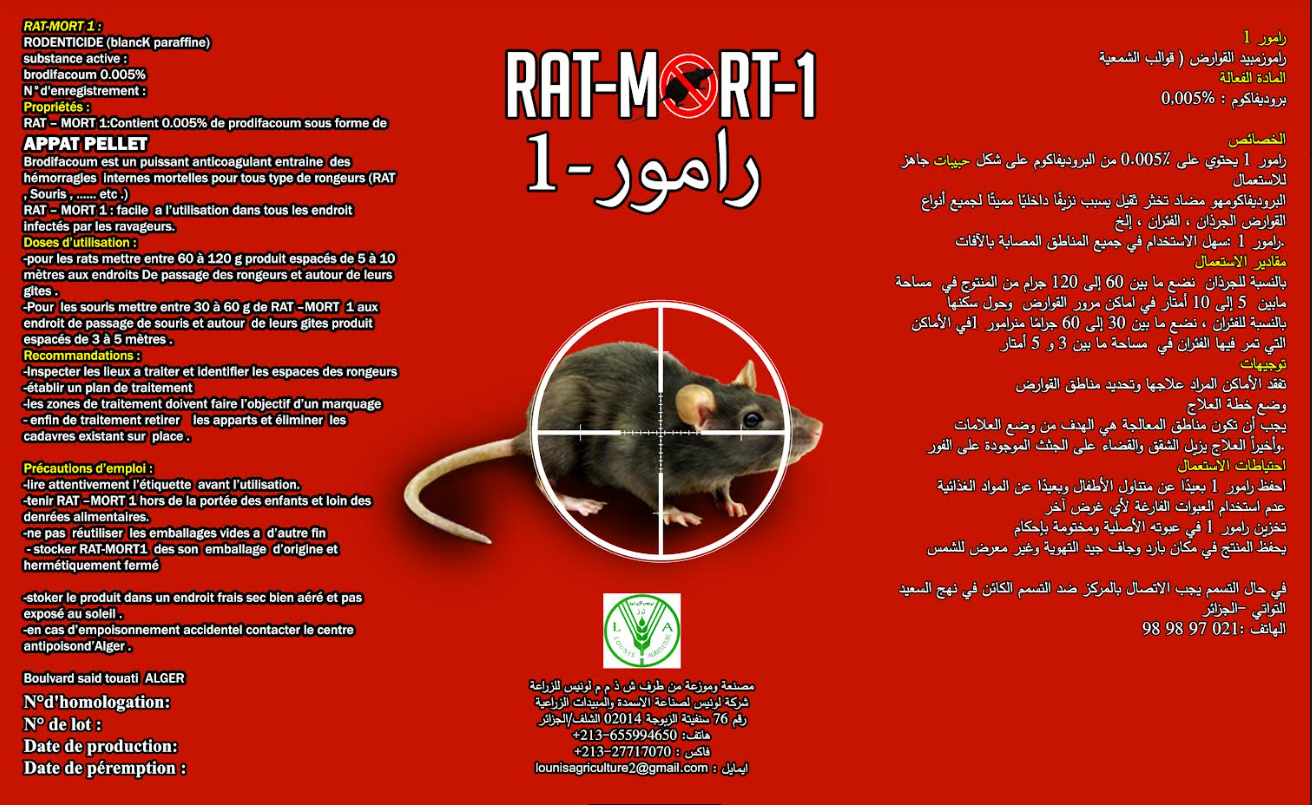 RAT-MORT 1 :
RODENTICIDE (blancK paraffine)
substance active :
brodifacoum 0.005%
N°d'enregistrement :
Propriétés :
RAT – MORT 1:Contient 0.005% de prodifacoum sous forme de
APPAT PELLET
Brodifacoum est un puissant anticoagulant entraine des
hémorragies internes mortelles pour tous type de rongeurs (RAT
, Souris , ...... etc .)
RAT – MORT 1 : facile a l'utilisation dans tous les endroit
infectés par les ravageurs.
Doses d'utilisation :
-pour les rats mettre entre 60 à 120 g produit espacés de 5 à 10
mètres aux endroits De passage des rongeurs et autour de leurs
gites .
-Pour les souris mettre entre 30 à 60 g de RAT –MORT 1 aux
endroit de passage de souris et autour de leurs gites produit
espacés de 3 à 5 mètres .
Recommandations :
-Inspecter les lieux a traiter et identifier les espaces des rongeurs
-établir un plan de traitement
-les zones de traitement doivent faire l'objectif d'un marquage
- enfin de traitement retirer les apparts et éliminer les
cadavres existant sur place .
Précautions d'emploi :
-lire attentivement l'étiquette avant l'utilisation.
-tenir RAT –MORT 1 hors de la portée des enfants et loin des
denrées alimentaires.
-ne pas réutiliser les emballages vides a d'autre fin
- stocker RAT-MORT1 des son emballage d'origine et
hermétiquement fermé
-stoker le produit dans un endroit frais sec bien aéré et pas
exposé au soleil .
-en cas d'empoisonnement accidentel contacter le centre
antipoisond'Alger .
Boulvard said touati ALGER
N°d'homologation:
N° de lot :
Date de production:
Date de péremption :
RAT-MORT-1
رامور-1
L A
LOUNIS AGRICULTURE
مصنعة وموزعة من طرف ش ذ م م لونيس للزراعة
شركة لونيس لصناعة الاسمدة والمبيدات الزراعية
رقم 76 سنفيتة الزبوجة 02014 الشلف/الجزائر
هاتف: 655994650-213+
فاكس : 27717070-213+
ايمايل : lounisagriculture2@gmail.com
رامور 1
راموزمبيد القوارض ( قوالب الشمعية
المادة الفعالة
بروديفاكوم : 0.005%
الخصائص
رامور 1 يحتوي على 0.005٪ من البروديفاكوم على شكل حبيبات جاهز
للاستعمال
البروديفاكومهو مضاد تخثر ثقيل يسبب نزيفًا داخليًا مميتًا لجميع أنواع
القوارض الجرذان ، الفئران ، إلخ
.رامور 1 :سهل الاستخدام في جميع المناطق المصابة بالآفات
مقادير الاستعمال
بالنسبة للجرذان نضع ما بين 60 إلى 120 جرام من المنتوج في مساحة
مابين 5 إلى 10 أمتار في اماكن مرور القوارض وحول سكنها
بالنسبة للفئران ، نضع ما بين 30 إلى 60 جرامًا منرامور 1في الأماكن
التي تمر فيها الفئران في مساحة ما بين 3 و 5 أمتار
توجيهات
تفقد الأماكن المراد علاجها وتحديد مناطق القوارض
وضع خطة العلاج
يجب أن تكون مناطق المعالجة هي الهدف من وضع العلامات
.وأخيراً العلاج يزيل الشقق والقضاء على الجثث الموجودة على الفور
احتياطات الاستعمال
احفظ رامور 1 بعيدًا عن متناول الأطفال وبعيدًا عن المواد الغذائية
عدم استخدام العبوات الفارغة لأي غرض آخر
تخزين رامور 1 في عبوته الأصلية ومختومة بإحكام
يحفظ المنتج في مكان بارد وجاف جيد التهوية وغير معرض للشمس
في حال التسمم يجب الاتصال بالمركز ضد التسمم الكائن في نهج السعيد
التواتي –الجزائر
الهاتف :021 97 98 98